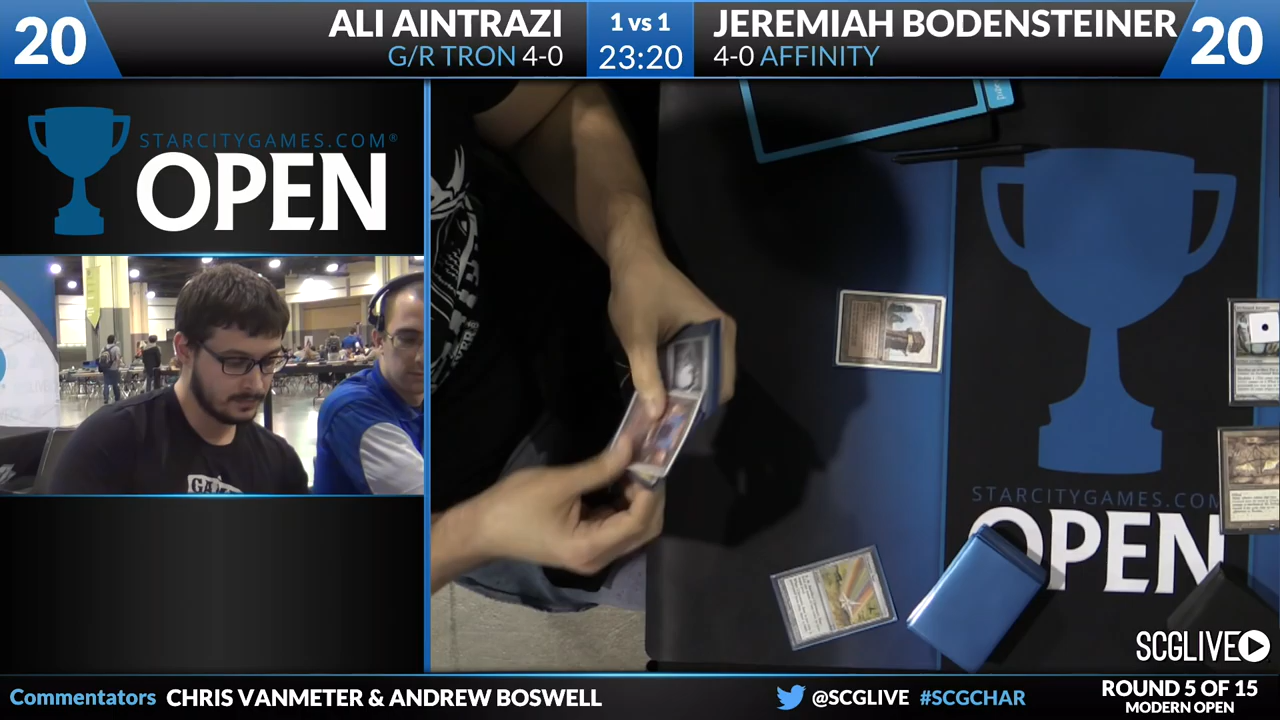 20
ALI AINTRAZI
G/R TRON 4-0
1 vs 1
23:20
JEREMIAH BODENSTEINER
4-0 AFFINITY
20
STARCITYGAMES.COM®
OPEN
STARCITYGAMES.COM
OPEN
SCGLIVE
Commentators CHRIS VANMETER & ANDREW BOSWELL
@SCGLIVE #SCGCHAR
ROUND 5 OF 15
MODERN OPEN